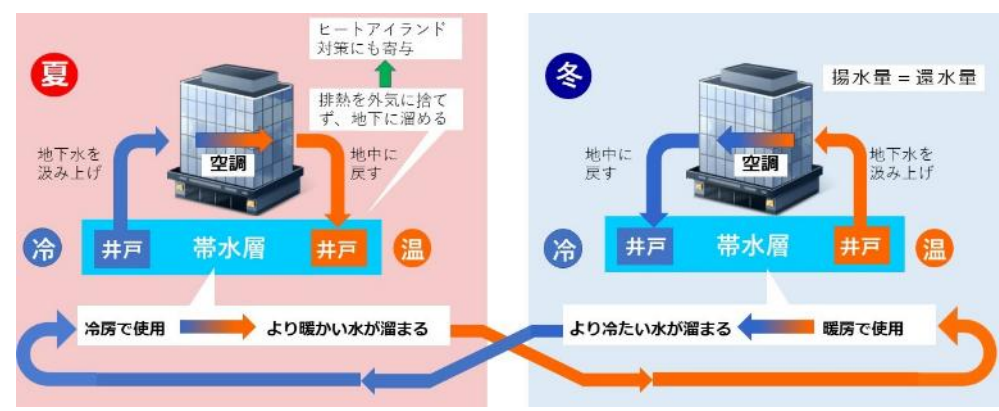 夏
ヒートアイランド
対策にも寄与
排熱を外気に捨て
ず、地下に溜める
地下水を
汲み上げ
空調
地中に
戻す
冷
井戸
帯水層
井戸
温
冷房で使用
より暖かい水が溜まる
冬
揚水量＝還水量
地中に
戻す
空調
地下水を
汲み上げ
冷
井戸
帯水層
井戸
温
より冷たい水が溜まる
暖房で使用